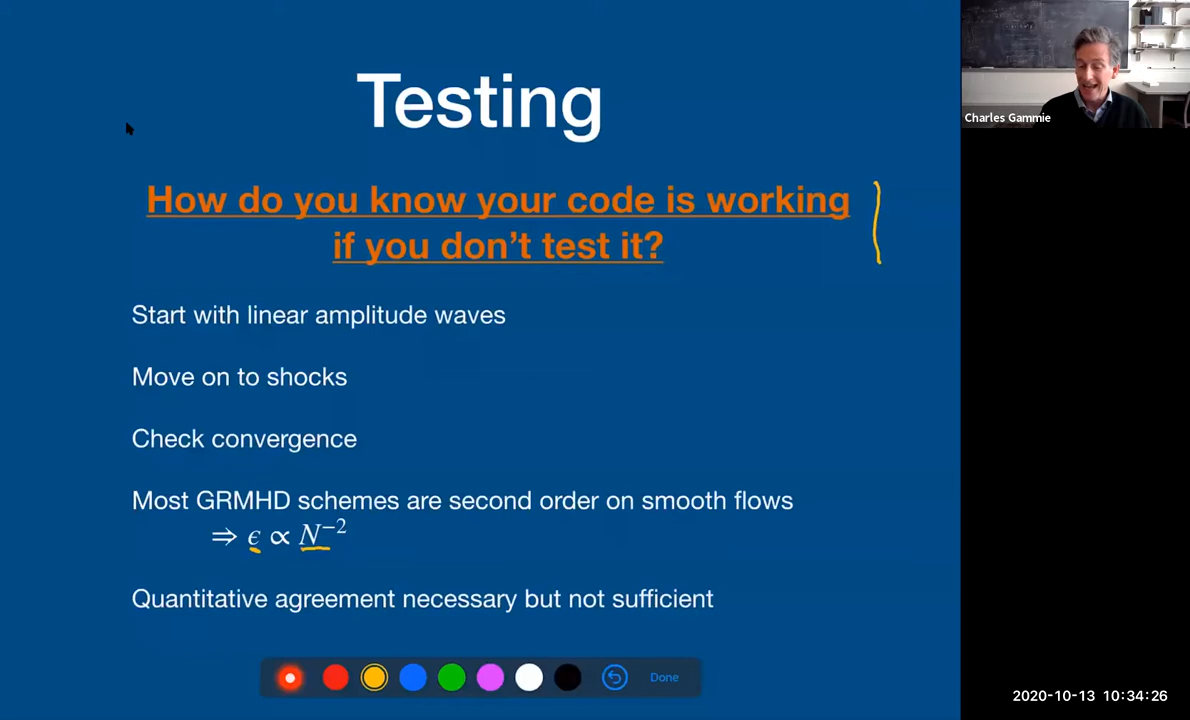 Testing
How do you know your code is working
if you don't test it?
Start with linear amplitude waves
Move on to shocks
Check convergence
Most GRMHD schemes are second order on smooth flows
⇒ ϵ ∝ N⁻²
Quantitative agreement necessary but not sufficient
Done
Charles Gammie
2020-10-13 10:34:26